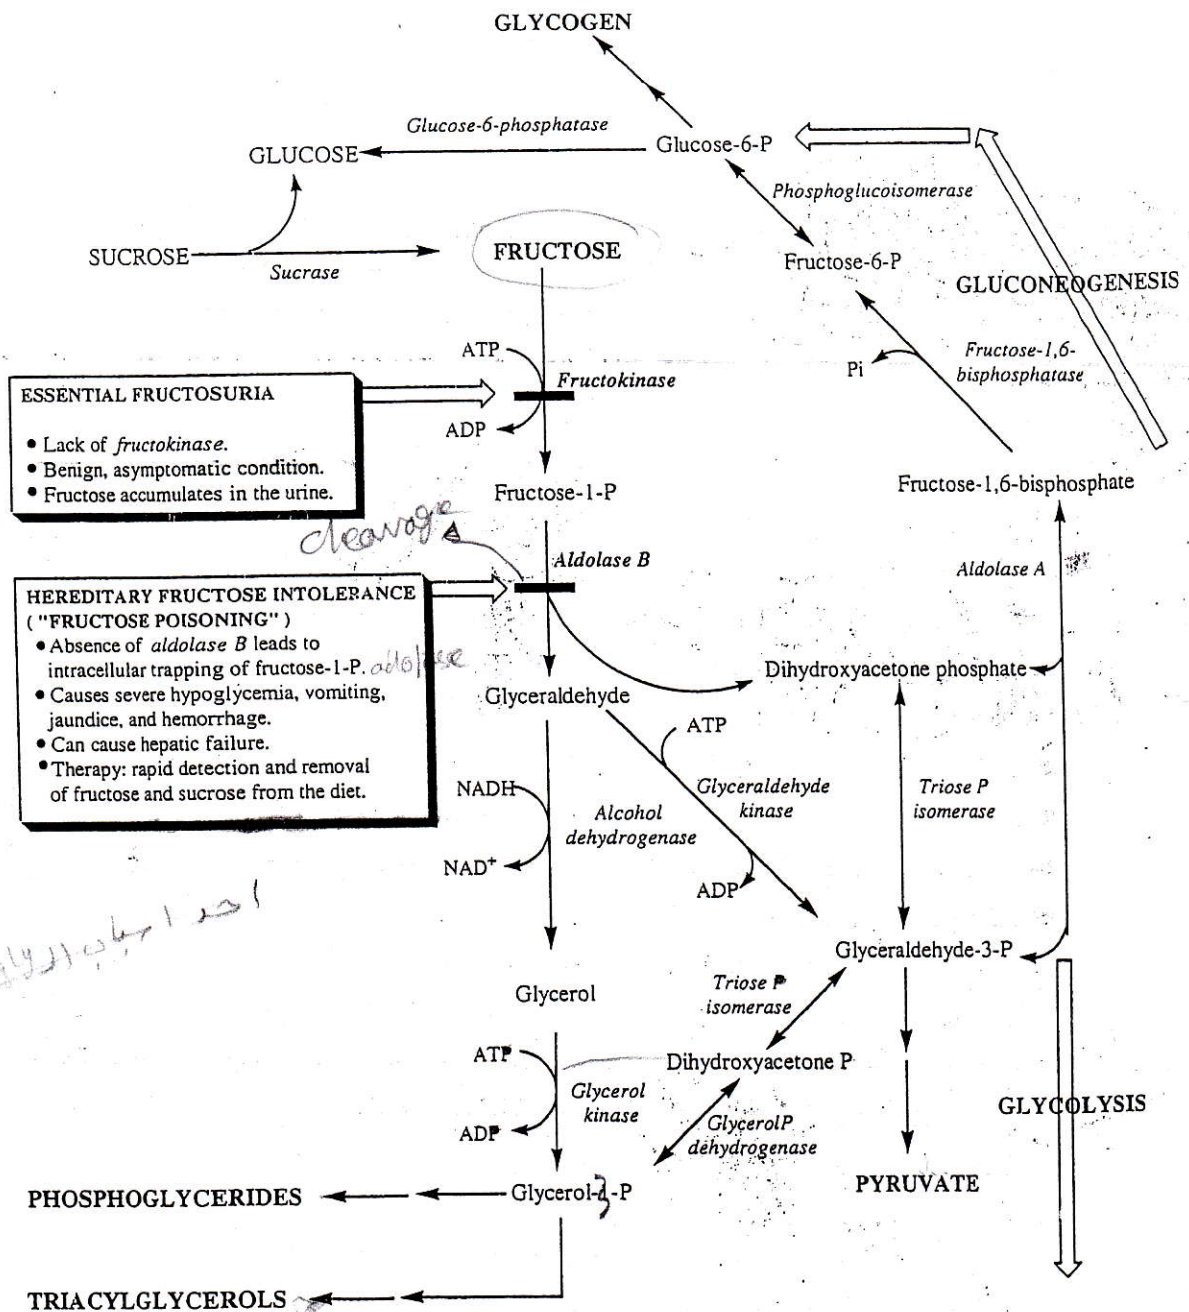 GLYCOGEN
Glucose-6-phosphatase
GLUCOSE
Glucose-6-P
Phosphoglucoisomerase
SUCROSE
Sucrase
FRUCTOSE
Fructose-6-P
GLUCONEOGENESIS
ATP
Fructokinase
ADP
Pi
Fructose-1,6-
bisphosphatase
ESSENTIAL FRUCTOSURIA
• Lack of fructokinase.
• Benign, asymptomatic condition.
• Fructose accumulates in the urine.
Fructose-1-P
Fructose-1,6-bisphosphate
cleavage
Aldolase B
Aldolase A
HEREDITARY FRUCTOSE INTOLERANCE
("FRUCTOSE POISONING")
• Absence of aldolase B leads to
intracellular trapping of fructose-1-P.
• Causes severe hypoglycemia, vomiting,
jaundice, and hemorrhage.
• Can cause hepatic failure.
• Therapy: rapid detection and removal
of fructose and sucrose from the diet.
Glyceraldehyde
Dihydroxyacetone phosphate
ATP
Glyceraldehyde
kinase
ADP
Triose P
isomerase
NADH
Alcohol
dehydrogenase
NAD+
Glyceraldehyde-3-P
Glycerol
Triose P
isomerase
ATP
Glycerol
kinase
ADP
Dihydroxyacetone P
GlycerolP
dehydrogenase
GLYCOLYSIS
PHOSPHOGLYCERIDES
Glycerol-3-P
PYRUVATE
TRIACYLGLYCEROLS